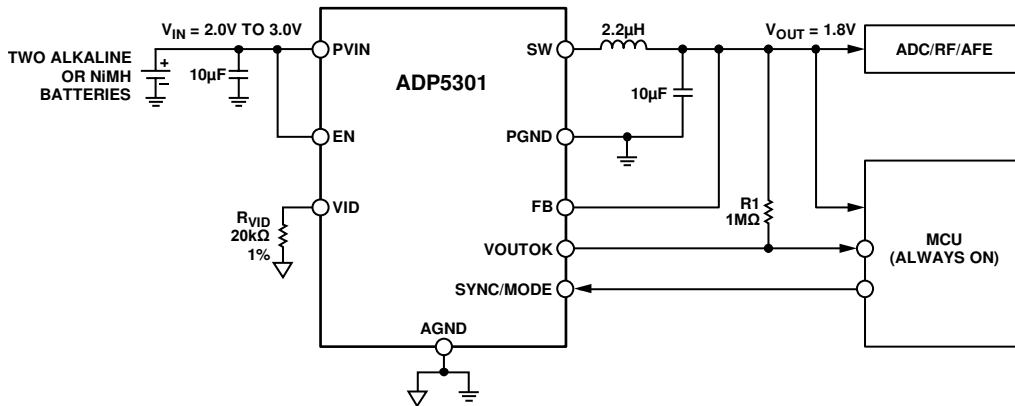 V_IN = 2.0V TO 3.0V
TWO ALKALINE
OR NiMH
BATTERIES
+
–
10µF
PVIN
EN
VID
R_VID
20kΩ
1%
ADP5301
AGND
SW
PGND
FB
VOUTOK
SYNC/MODE
2.2µH
10µF
V_OUT = 1.8V
R1
1MΩ
ADC/RF/AFE
MCU
(ALWAYS ON)